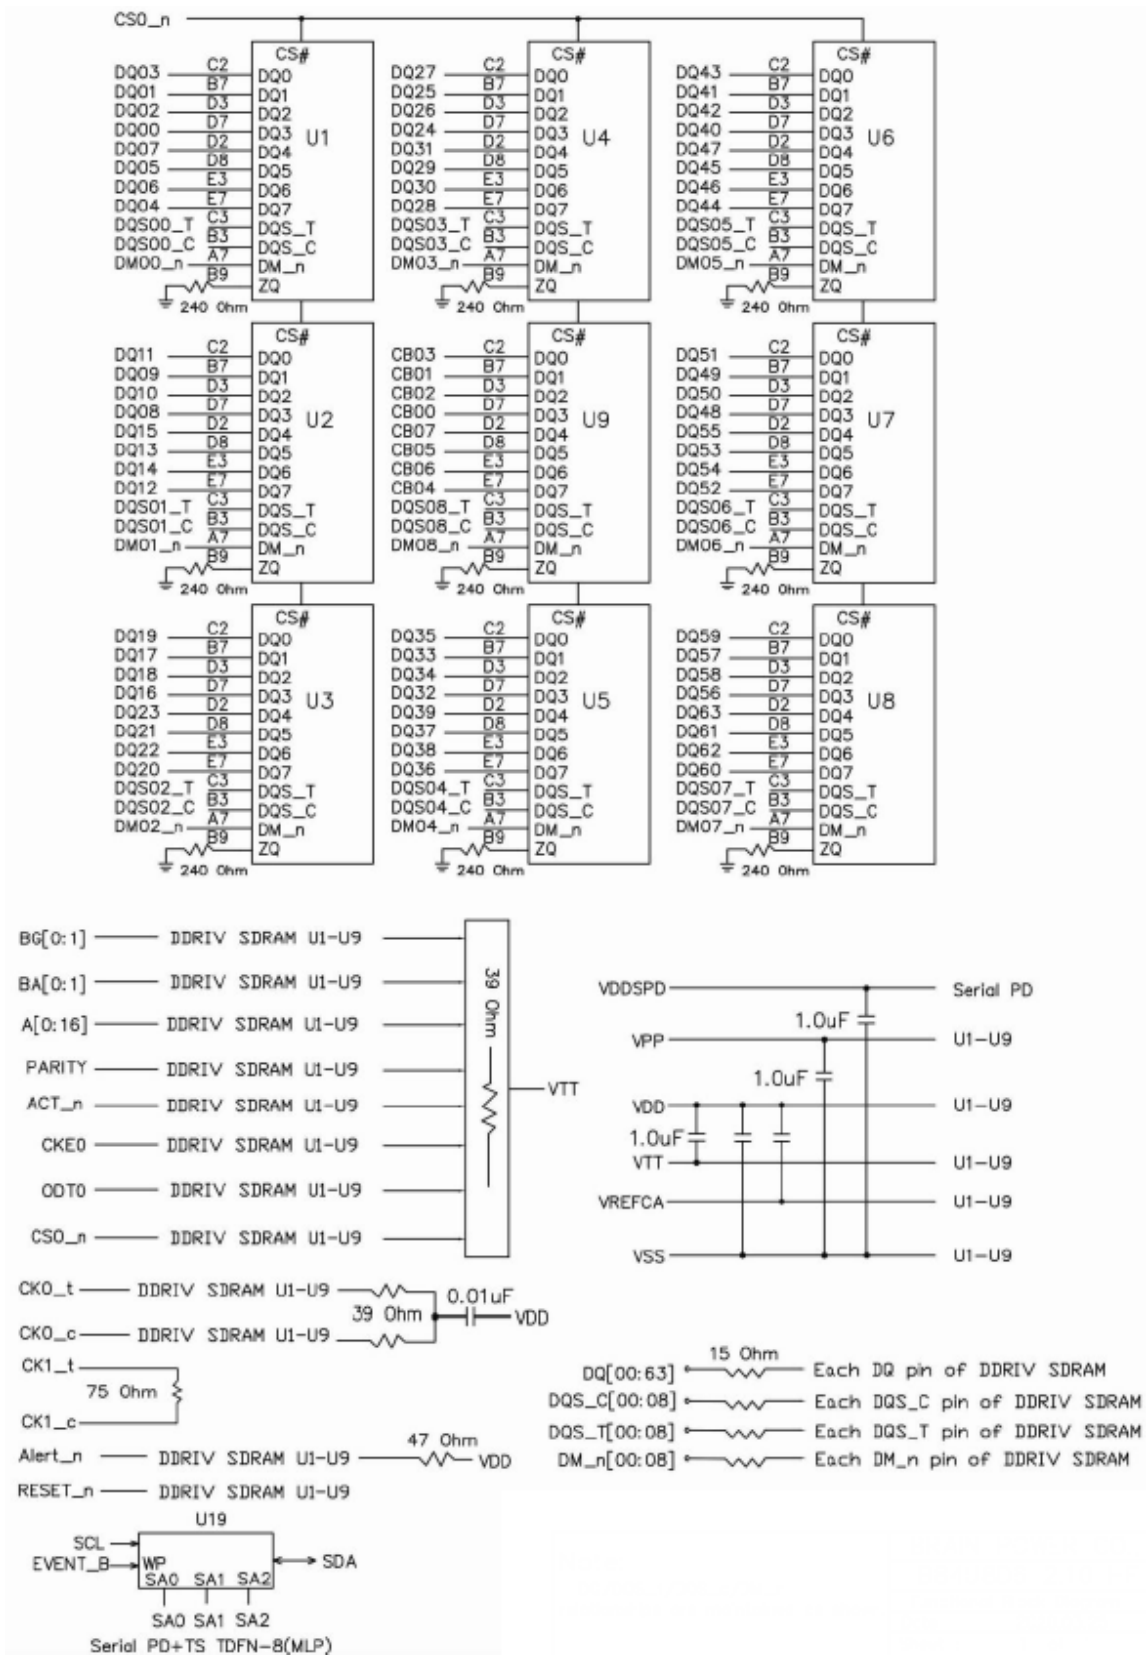 CS0_n
CS# CS# CS#
DQ03 C2 DQ0 DQ27 C2 DQ0 DQ43 C2 DQ0
DQ01 B7 DQ1 DQ25 B7 DQ1 DQ41 B7 DQ1
DQ02 D3 DQ2 DQ26 D3 DQ2 DQ42 D3 DQ2
DQ00 D7 DQ3 U1 DQ24 D7 DQ3 U4 DQ40 D7 DQ3 U6
DQ07 D2 DQ4 DQ31 D2 DQ4 DQ47 D2 DQ4
DQ05 D8 DQ5 DQ29 D8 DQ5 DQ45 D8 DQ5
DQ06 E3 DQ6 DQ30 E3 DQ6 DQ46 E3 DQ6
DQ04 E7 DQ7 DQ28 E7 DQ7 DQ44 E7 DQ7
DQS00_T C3 DQS_T DQS03_T C3 DQS_T DQS05_T C3 DQS_T
DQS00_C B3 DQS_C DQS03_C B3 DQS_C DQS05_C B3 DQS_C
DM00_n A7 DM_n DM03_n A7 DM_n DM05_n A7 DM_n
B9 ZQ B9 ZQ B9 ZQ
240 Ohm 240 Ohm 240 Ohm
CS# CS# CS#
DQ11 C2 DQ0 CB03 C2 DQ0 DQ51 C2 DQ0
DQ09 B7 DQ1 CB01 B7 DQ1 DQ49 B7 DQ1
DQ10 D3 DQ2 CB02 D3 DQ2 DQ50 D3 DQ2
DQ08 D7 DQ3 U2 CB00 D7 DQ3 U9 DQ48 D7 DQ3 U7
DQ15 D2 DQ4 CB07 D2 DQ4 DQ55 D2 DQ4
DQ13 D8 DQ5 CB05 D8 DQ5 DQ53 D8 DQ5
DQ14 E3 DQ6 CB06 E3 DQ6 DQ54 E3 DQ6
DQ12 E7 DQ7 CB04 E7 DQ7 DQ52 E7 DQ7
DQS01_T C3 DQS_T DQS08_T C3 DQS_T DQS06_T C3 DQS_T
DQS01_C B3 DQS_C DQS08_C B3 DQS_C DQS06_C B3 DQS_C
DM01_n A7 DM_n DM08_n A7 DM_n DM06_n A7 DM_n
B9 ZQ B9 ZQ B9 ZQ
240 Ohm 240 Ohm 240 Ohm
CS# CS# CS#
DQ19 C2 DQ0 DQ35 C2 DQ0 DQ59 C2 DQ0
DQ17 B7 DQ1 DQ33 B7 DQ1 DQ57 B7 DQ1
DQ18 D3 DQ2 DQ34 D3 DQ2 DQ58 D3 DQ2
DQ16 D7 DQ3 U3 DQ32 D7 DQ3 U5 DQ56 D7 DQ3 U8
DQ23 D2 DQ4 DQ39 D2 DQ4 DQ63 D2 DQ4
DQ21 D8 DQ5 DQ37 D8 DQ5 DQ61 D8 DQ5
DQ22 E3 DQ6 DQ38 E3 DQ6 DQ62 E3 DQ6
DQ20 E7 DQ7 DQ36 E7 DQ7 DQ60 E7 DQ7
DQS02_T C3 DQS_T DQS04_T C3 DQS_T DQS07_T C3 DQS_T
DQS02_C B3 DQS_C DQS04_C B3 DQS_C DQS07_C B3 DQS_C
DM02_n A7 DM_n DM04_n A7 DM_n DM07_n A7 DM_n
B9 ZQ B9 ZQ B9 ZQ
240 Ohm 240 Ohm 240 Ohm
BG[0:1] DDRIV SDRAM U1-U9
BA[0:1] DDRIV SDRAM U1-U9
A[0:16] DDRIV SDRAM U1-U9
PARITY DDRIV SDRAM U1-U9
ACT_n DDRIV SDRAM U1-U9
CKE0 DDRIV SDRAM U1-U9
ODT0 DDRIV SDRAM U1-U9
CS0_n DDRIV SDRAM U1-U9
39 Ohm
VTT
VDDSPD Serial PD
1.0uF
VPP U1-U9
1.0uF
VDD U1-U9
1.0uF
VTT U1-U9
VREFCA U1-U9
VSS U1-U9
CK0_t DDRIV SDRAM U1-U9
39 Ohm 0.01uF VDD
CK0_c DDRIV SDRAM U1-U9
CK1_t
75 Ohm
CK1_c
Alert_n DDRIV SDRAM U1-U9 47 Ohm VDD
RESET_n DDRIV SDRAM U1-U9
15 Ohm
DQ[00:63] Each DQ pin of DDRIV SDRAM
DQS_C[00:08] Each DQS_C pin of DDRIV SDRAM
DQS_T[00:08] Each DQS_T pin of DDRIV SDRAM
DM_n[00:08] Each DM_n pin of DDRIV SDRAM
U19
SCL
EVENT_B WP SDA
SA0 SA1 SA2
SA0 SA1 SA2
Serial PD+TS TDFN-8(MLP)